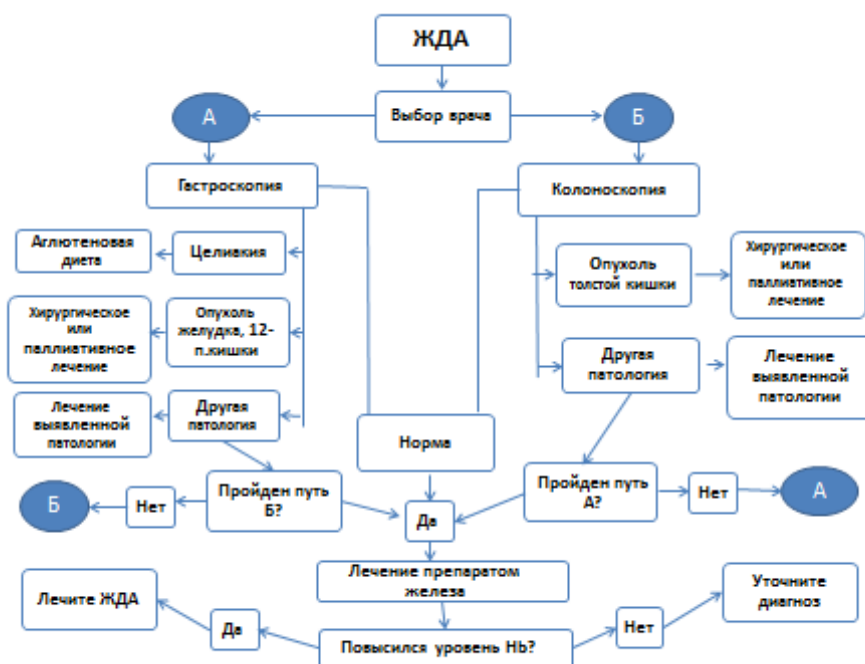 ЖДА
А
Выбор врача
Б
Гастроскопия
Колоноскопия
Аглютеновая
диета
Целиакия
Опухоль
толстой кишки
Хирургическое
или
паллиативное
лечение
Хирургическое
или
паллиативное
лечение
Опухоль
желудка, 12-
п.кишки
Другая
патология
Лечение
выявленной
патологии
Лечение
выявленной
патологии
Другая
патология
Норма
Б
Нет
Пройден путь
Б?
Да
Пройден путь
А?
Нет
А
Лечение препаратом
железа
Лечите ЖДА
Да
Повысился уровень Hb?
Нет
Уточните
диагноз